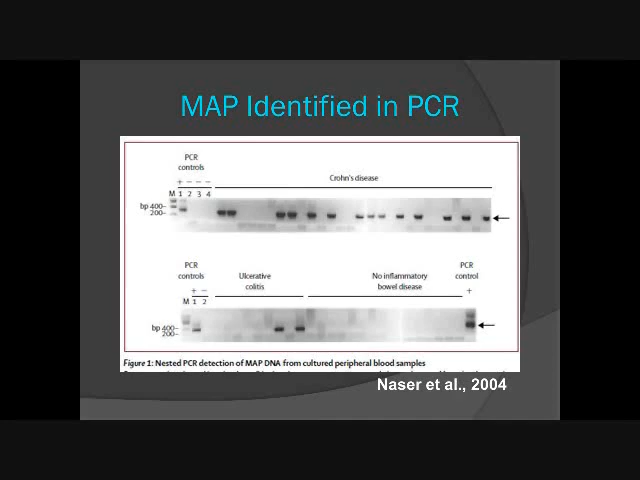 MAP Identified in PCR
PCR
controls
Crohn's disease
+ − − −
M 1 2 3 4
bp 400
200
PCR
controls
Ulcerative
colitis
No inflammatory
bowel disease
PCR
control
+ −
+
M 1 2
bp 400
200
Figure 1: Nested PCR detection of MAP DNA from cultured peripheral blood samples
Naser et al., 2004